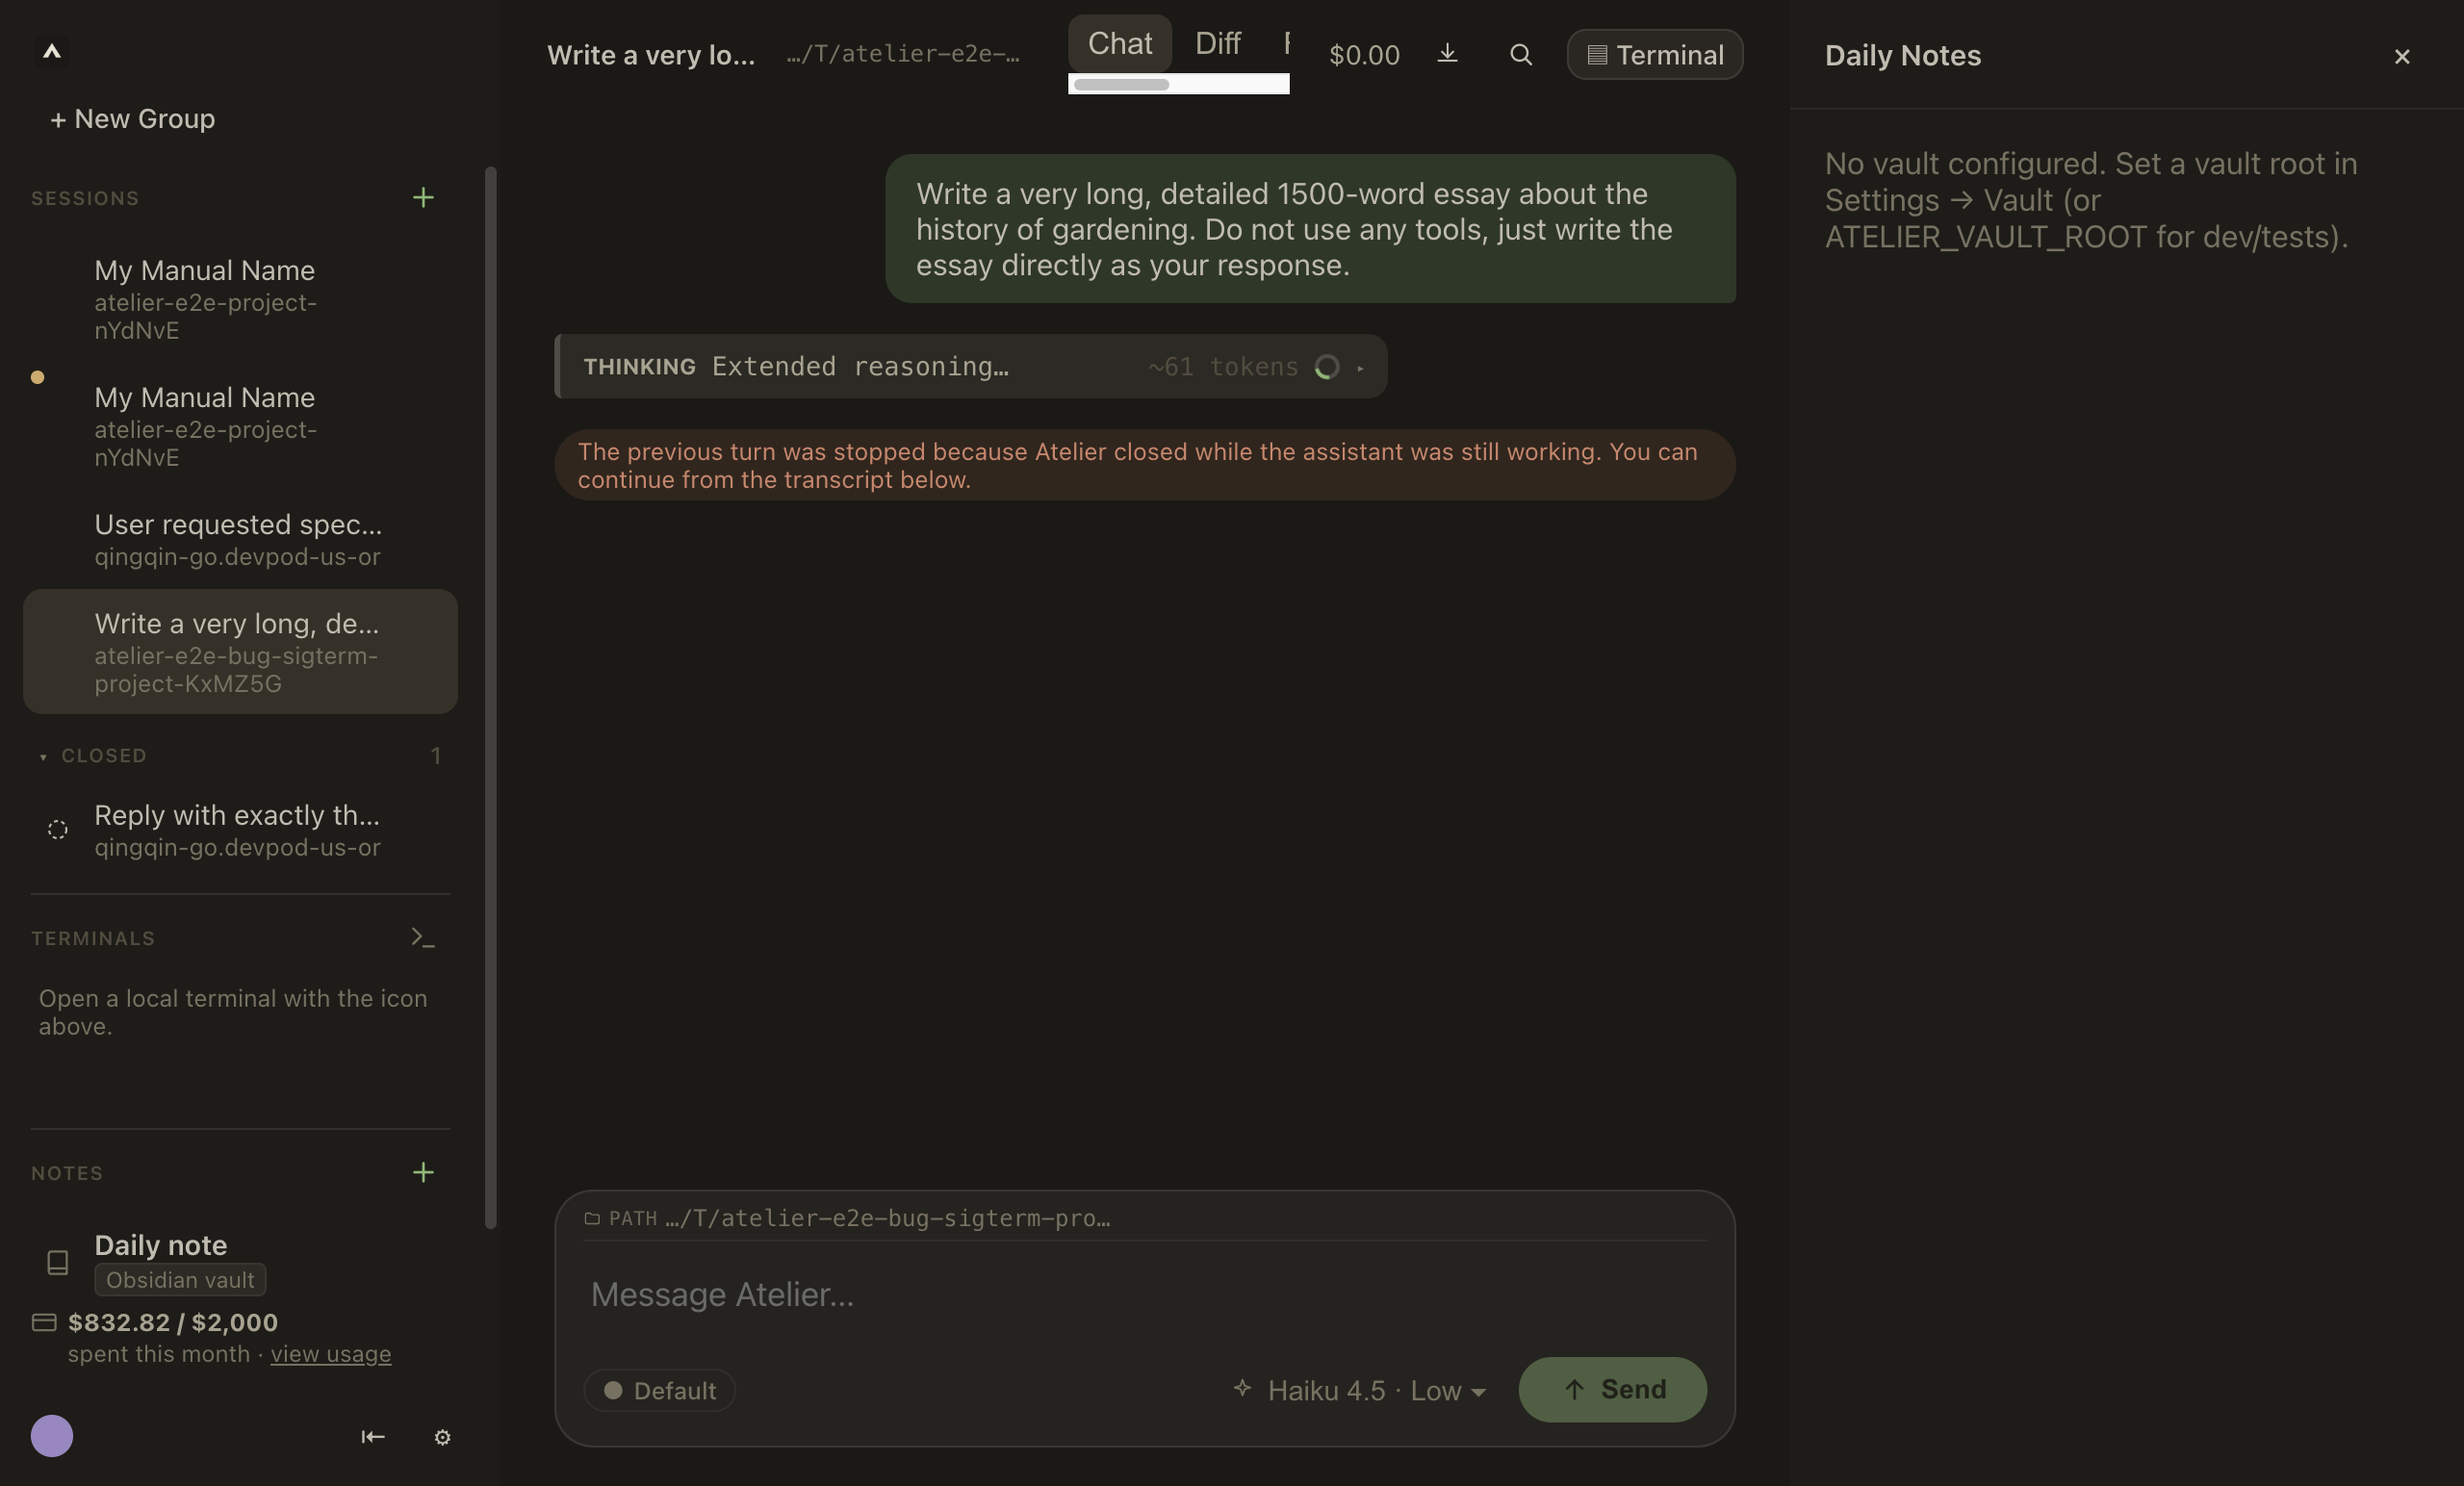 + New Group
SESSIONS
My Manual Name
atelier-e2e-project-
nYdNvE
My Manual Name
atelier-e2e-project-
nYdNvE
User requested spec...
qingqin-go.devpod-us-or
Write a very long, de...
atelier-e2e-bug-sigterm-
project-KxMZ5G
CLOSED 1
Reply with exactly th...
qingqin-go.devpod-us-or
TERMINALS
Open a local terminal with the icon
above.
NOTES
Daily note
Obsidian vault
$832.82 / $2,000
spent this month · view usage
Write a very lo... …/T/atelier-e2e-… Chat Diff $0.00 Terminal
Write a very long, detailed 1500-word essay about the
history of gardening. Do not use any tools, just write the
essay directly as your response.
THINKING Extended reasoning… ~61 tokens
The previous turn was stopped because Atelier closed while the assistant was still working. You can
continue from the transcript below.
PATH …/T/atelier-e2e-bug-sigterm-pro…
Message Atelier...
Default Haiku 4.5 · Low Send
Daily Notes
No vault configured. Set a vault root in
Settings → Vault (or
ATELIER_VAULT_ROOT for dev/tests).